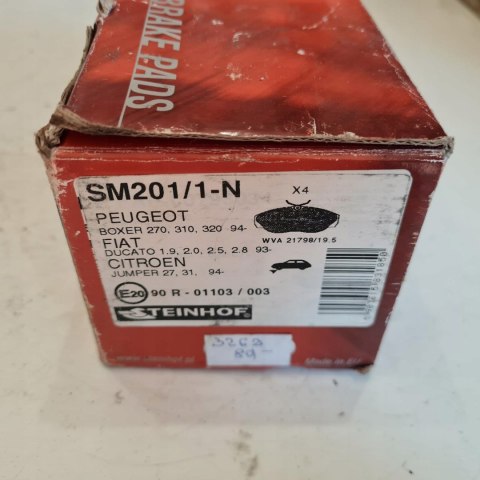 BRAKE PADS
SM201/1-N
X4
PEUGEOT
BOXER 270, 310, 320 94-
WVA 21798/19.5
FIAT
DUCATO 1.9, 2.0, 2.5, 2.8 93-
CITROEN
JUMPER 27, 31, 94-
E20 90 R - 01103 / 003
STEINHOF
3262
89-
Made in EU